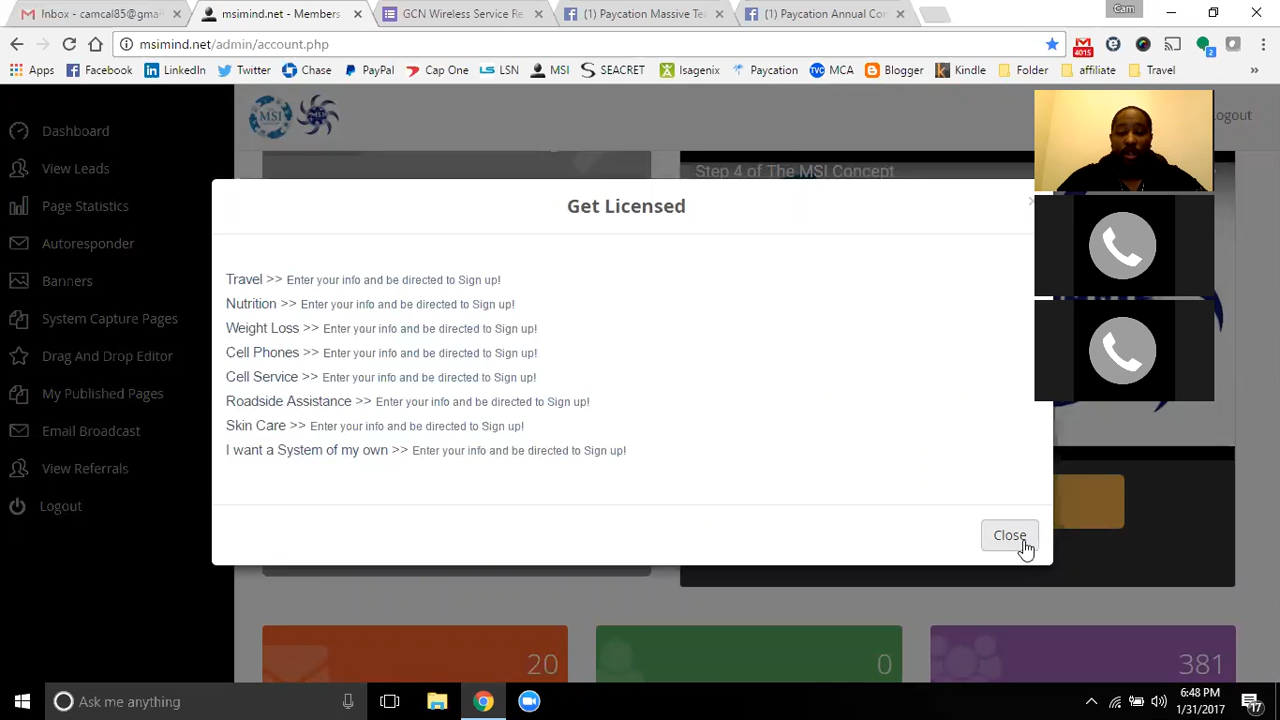 Inbox - camcal85@gmai
msimind.net - Members
GCN Wireless Service Re
(1) Paycation Massive Te
(1) Paycation Annual Con
Cam
msimind.net/admin/account.php
4015
2
Apps
Facebook
LinkedIn
Twitter
Chase
PayPal
Cap One
LSN
MSI
SEACRET
Isagenix
Paycation
MCA
Blogger
Kindle
Folder
affiliate
Travel
Dashboard
View Leads
Page Statistics
Autoresponder
Banners
System Capture Pages
Drag And Drop Editor
My Published Pages
Email Broadcast
View Referrals
Logout
MSI
Logout
Step 4 of The MSI Concept
Get Licensed
Travel >> Enter your info and be directed to Sign up!
Nutrition >> Enter your info and be directed to Sign up!
Weight Loss >> Enter your info and be directed to Sign up!
Cell Phones >> Enter your info and be directed to Sign up!
Cell Service >> Enter your info and be directed to Sign up!
Roadside Assistance >> Enter your info and be directed to Sign up!
Skin Care >> Enter your info and be directed to Sign up!
I want a System of my own >> Enter your info and be directed to Sign up!
Close
20
0
381
Ask me anything
6:48 PM
1/31/2017
17